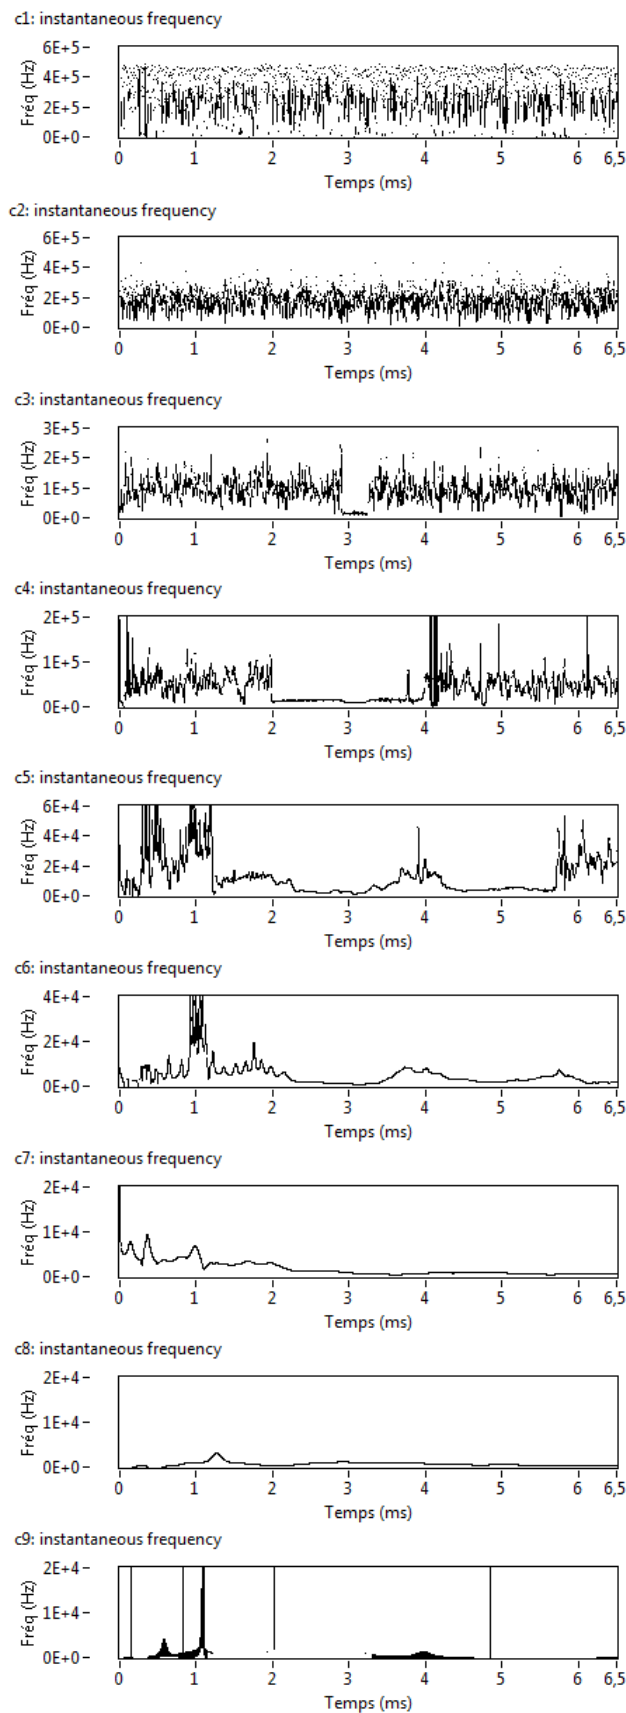 c1: instantaneous frequency
6E+5
4E+5
2E+5
0E+0
Fréq (Hz)
0 1 2 3 4 5 6 6,5
Temps (ms)
c2: instantaneous frequency
6E+5
4E+5
2E+5
0E+0
Fréq (Hz)
0 1 2 3 4 5 6 6,5
Temps (ms)
c3: instantaneous frequency
3E+5
2E+5
1E+5
0E+0
Fréq (Hz)
0 1 2 3 4 5 6 6,5
Temps (ms)
c4: instantaneous frequency
2E+5
1E+5
0E+0
Fréq (Hz)
0 1 2 3 4 5 6 6,5
Temps (ms)
c5: instantaneous frequency
6E+4
4E+4
2E+4
0E+0
Fréq (Hz)
0 1 2 3 4 5 6 6,5
Temps (ms)
c6: instantaneous frequency
4E+4
2E+4
0E+0
Fréq (Hz)
0 1 2 3 4 5 6 6,5
Temps (ms)
c7: instantaneous frequency
2E+4
1E+4
0E+0
Fréq (Hz)
0 1 2 3 4 5 6 6,5
Temps (ms)
c8: instantaneous frequency
2E+4
1E+4
0E+0
Fréq (Hz)
0 1 2 3 4 5 6 6,5
Temps (ms)
c9: instantaneous frequency
2E+4
1E+4
0E+0
Fréq (Hz)
0 1 2 3 4 5 6 6,5
Temps (ms)